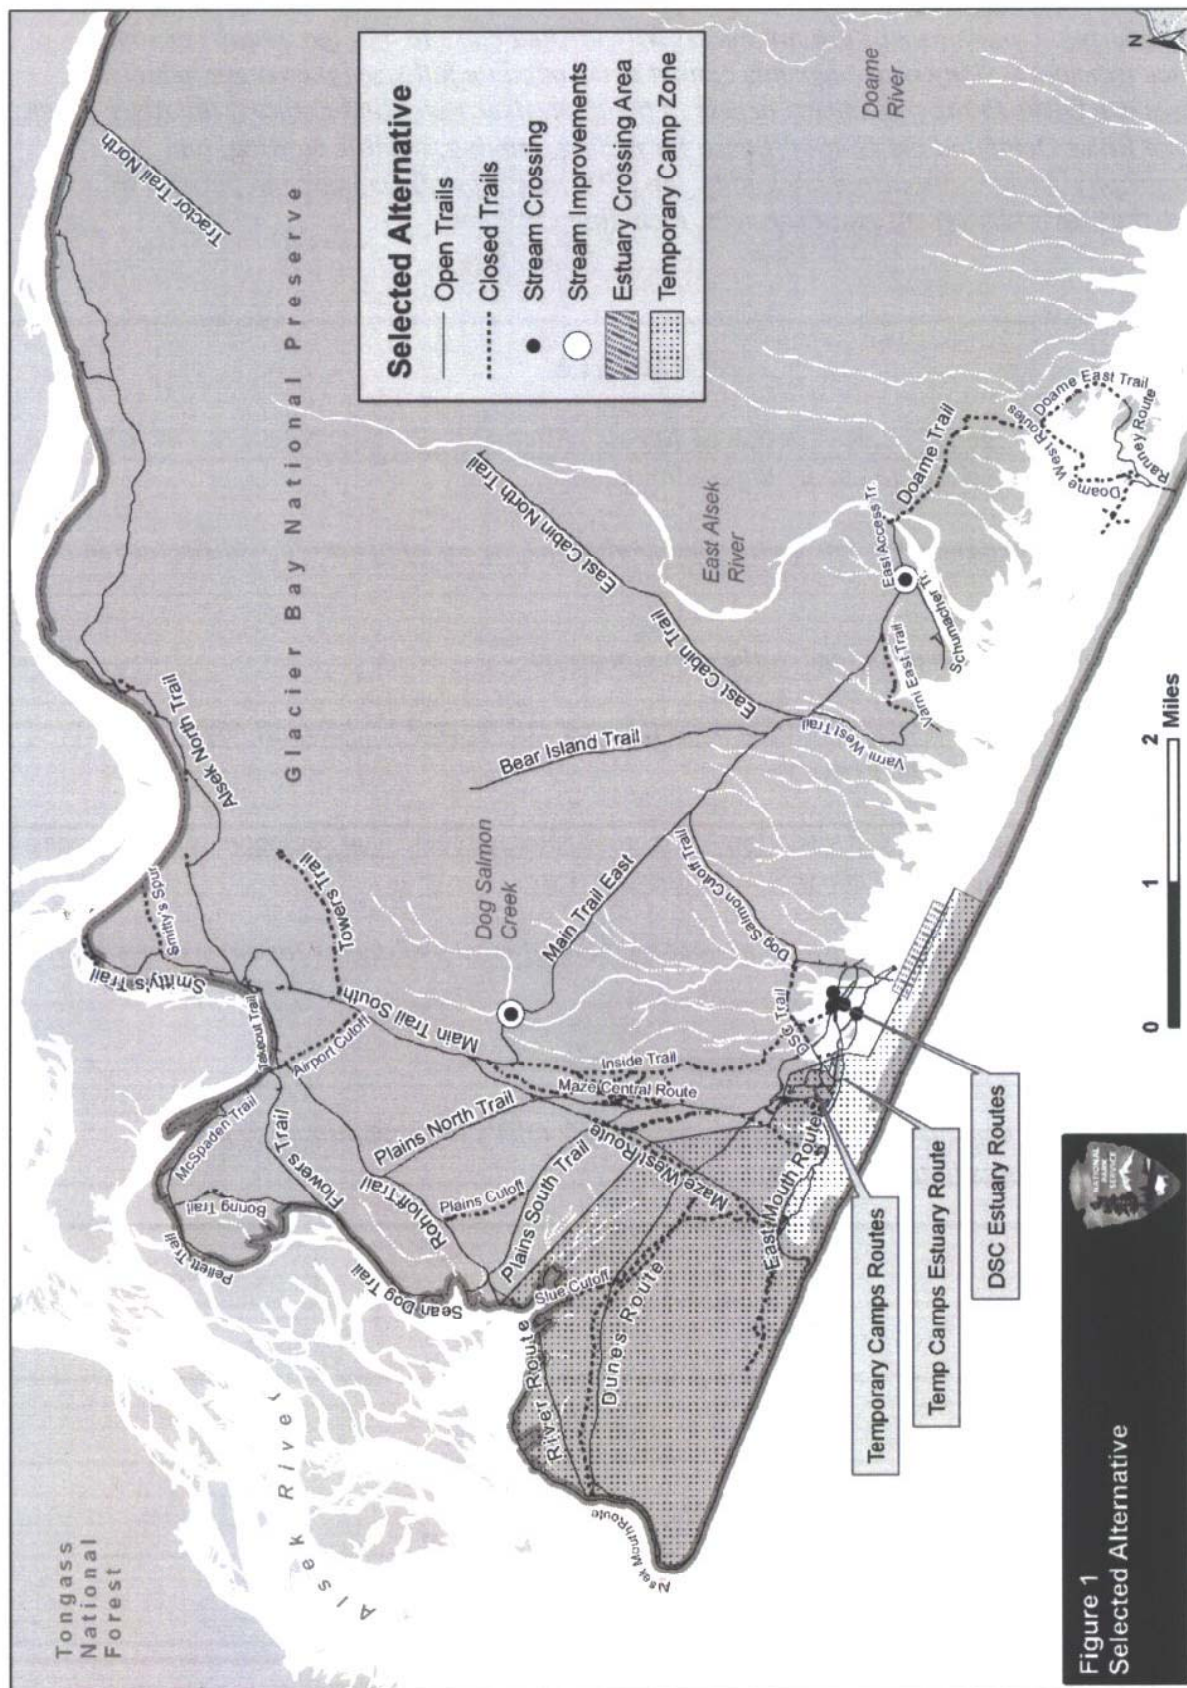 Tongass
National
Forest
Alsek River
Glacier Bay National Preserve
Tractor Trail North
Alsek North Trail
Smitty's Spur
Smitty's Trail
Takeout Trail
Airport Cutoff
Towers Trail
Main Trail South
McSpaden Trail
Boring Trail
Pellett Trail
Flowers Trail
Rohloff Trail
Sean Dog Trail
Plains North Trail
Plains Cutoff
Plains South Trail
Slue Cutoff
River Route
Dunes Route
Alsek Mouth Route
Maze West Route
Maze Central Route
Inside Trail
East Mouth Route
DSC Trail
Dog Salmon
Creek
Main Trail East
Dog Salmon Cutoff Trail
Bear Island Trail
East Cabin North Trail
East Cabin Trail
East Alsek
River
Varni West Trail
Varni East Trail
East Access Tr.
Schumacher Tr.
Doame Trail
Doame West Routes
Doame East Trail
Doame
Ranney Route
Doame
River
Selected Alternative
Open Trails
Closed Trails
Stream Crossing
Stream Improvements
Estuary Crossing Area
Temporary Camp Zone
N
Temporary Camps Routes
Temp Camps Estuary Route
DSC Estuary Routes
0 1 2 Miles
Figure 1
Selected Alternative
NATIONAL
PARK
SERVICE